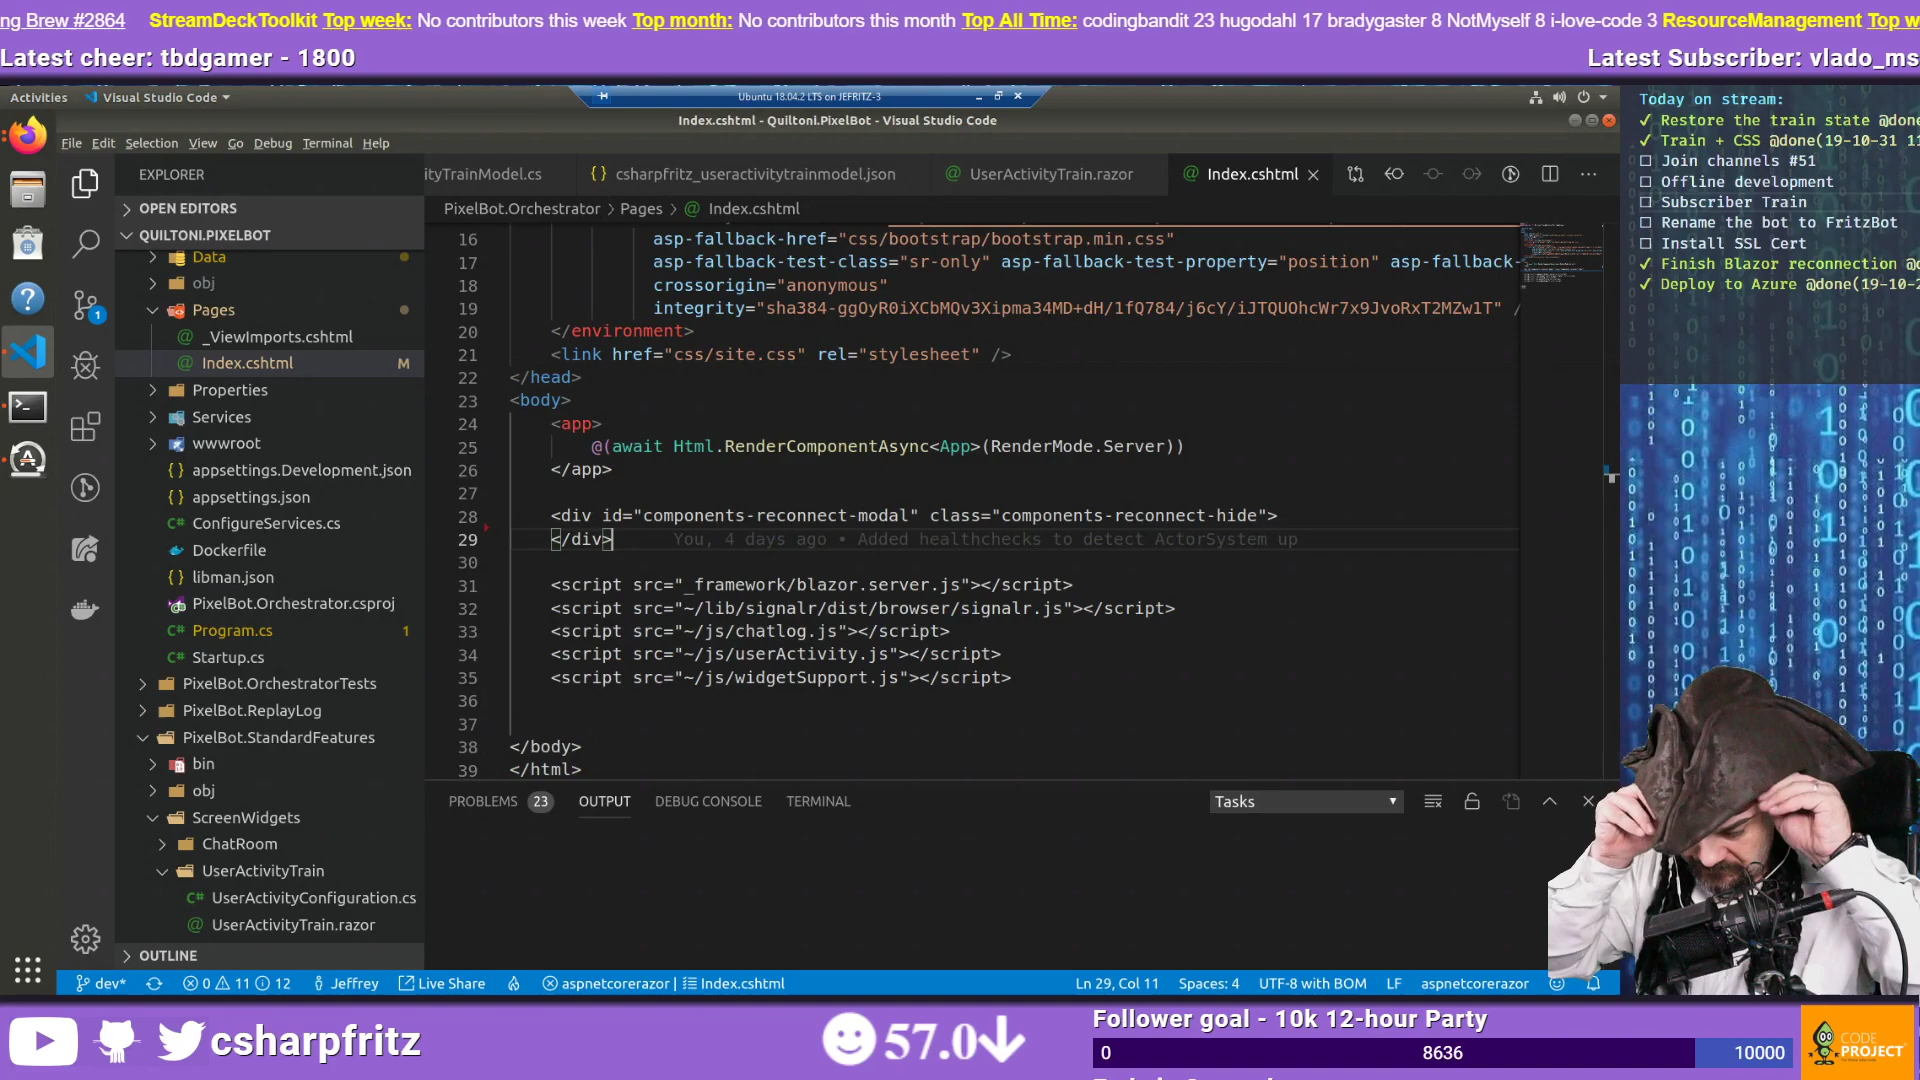 ng Brew #2864 StreamDeckToolkit Top week: No contributors this week Top month: No contributors this month Top All Time: codingbandit 23 hugodahl 17 bradygaster 8 NotMyself 8 i-love-code 3 ResourceManagement Top w
Latest cheer: tbdgamer - 1800
Latest Subscriber: vlado_ms
Activities Visual Studio Code
Ubuntu 18.04.2 LTS on JEFRITZ-3
Index.cshtml - Quiltoni.PixelBot - Visual Studio Code
File Edit Selection View Go Debug Terminal Help
EXPLORER
OPEN EDITORS
QUILTONI.PIXELBOT
Data
obj
Pages
_ViewImports.cshtml
Index.cshtml M
Properties
Services
wwwroot
appsettings.Development.json
appsettings.json
ConfigureServices.cs
Dockerfile
libman.json
PixelBot.Orchestrator.csproj
Program.cs 1
Startup.cs
PixelBot.OrchestratorTests
PixelBot.ReplayLog
PixelBot.StandardFeatures
bin
obj
ScreenWidgets
ChatRoom
UserActivityTrain
UserActivityConfiguration.cs
UserActivityTrain.razor
OUTLINE
1
ityTrainModel.cs
csharpfritz_useractivitytrainmodel.json
UserActivityTrain.razor
Index.cshtml
PixelBot.Orchestrator > Pages > Index.cshtml
16 asp-fallback-href="css/bootstrap/bootstrap.min.css"
17 asp-fallback-test-class="sr-only" asp-fallback-test-property="position" asp-fallback-
18 crossorigin="anonymous"
19 integrity="sha384-ggOyR0iXCbMQv3Xipma34MD+dH/1fQ784/j6cY/iJTQUOhcWr7x9JvoRxT2MZw1T" /
20 </environment>
21 <link href="css/site.css" rel="stylesheet" />
22 </head>
23 <body>
24 <app>
25 @(await Html.RenderComponentAsync<App>(RenderMode.Server))
26 </app>
27
28 <div id="components-reconnect-modal" class="components-reconnect-hide">
29 </div> You, 4 days ago • Added healthchecks to detect ActorSystem up
30
31 <script src="_framework/blazor.server.js"></script>
32 <script src="~/lib/signalr/dist/browser/signalr.js"></script>
33 <script src="~/js/chatlog.js"></script>
34 <script src="~/js/userActivity.js"></script>
35 <script src="~/js/widgetSupport.js"></script>
36
37
38 </body>
39 </html>
PROBLEMS 23 OUTPUT DEBUG CONSOLE TERMINAL Tasks
dev* 0 11 12 Jeffrey Live Share aspnetcorerazor | Index.cshtml
Ln 29, Col 11 Spaces: 4 UTF-8 with BOM LF aspnetcorerazor
Today on stream:
✓ Restore the train state @done
✓ Train + CSS @done(19-10-31 11
☐ Join channels #51
☐ Offline development
☐ Subscriber Train
☐ Rename the bot to FritzBot
☐ Install SSL Cert
✓ Finish Blazor reconnection @d
✓ Deploy to Azure @done(19-10-2
csharpfritz
57.0
Follower goal - 10k 12-hour Party
0 8636 10000
CODE
PROJECT